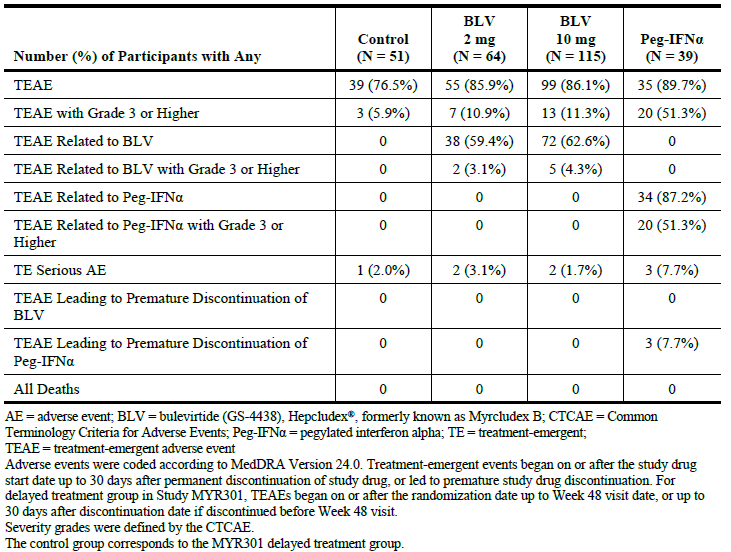 Number (%) of Participants with Any
Control
(N = 51)
BLV
2 mg
(N = 64)
BLV
10 mg
(N = 115)
Peg-IFNα
(N = 39)
TEAE 39 (76.5%) 55 (85.9%) 99 (86.1%) 35 (89.7%)
TEAE with Grade 3 or Higher 3 (5.9%) 7 (10.9%) 13 (11.3%) 20 (51.3%)
TEAE Related to BLV 0 38 (59.4%) 72 (62.6%) 0
TEAE Related to BLV with Grade 3 or Higher 0 2 (3.1%) 5 (4.3%) 0
TEAE Related to Peg-IFNα 0 0 0 34 (87.2%)
TEAE Related to Peg-IFNα with Grade 3 or
Higher 0 0 0 20 (51.3%)
TE Serious AE 1 (2.0%) 2 (3.1%) 2 (1.7%) 3 (7.7%)
TEAE Leading to Premature Discontinuation of
BLV 0 0 0 0
TEAE Leading to Premature Discontinuation of
Peg-IFNα 0 0 0 3 (7.7%)
All Deaths 0 0 0 0
AE = adverse event; BLV = bulevirtide (GS-4438), Hepcludex®, formerly known as Myrcludex B; CTCAE = Common
Terminology Criteria for Adverse Events; Peg-IFNα = pegylated interferon alpha; TE = treatment-emergent;
TEAE = treatment-emergent adverse event
Adverse events were coded according to MedDRA Version 24.0. Treatment-emergent events began on or after the study drug
start date up to 30 days after permanent discontinuation of study drug, or led to premature study drug discontinuation. For
delayed treatment group in Study MYR301, TEAEs began on or after the randomization date up to Week 48 visit date, or up to
30 days after discontinuation date if discontinued before Week 48 visit.
Severity grades were defined by the CTCAE.
The control group corresponds to the MYR301 delayed treatment group.